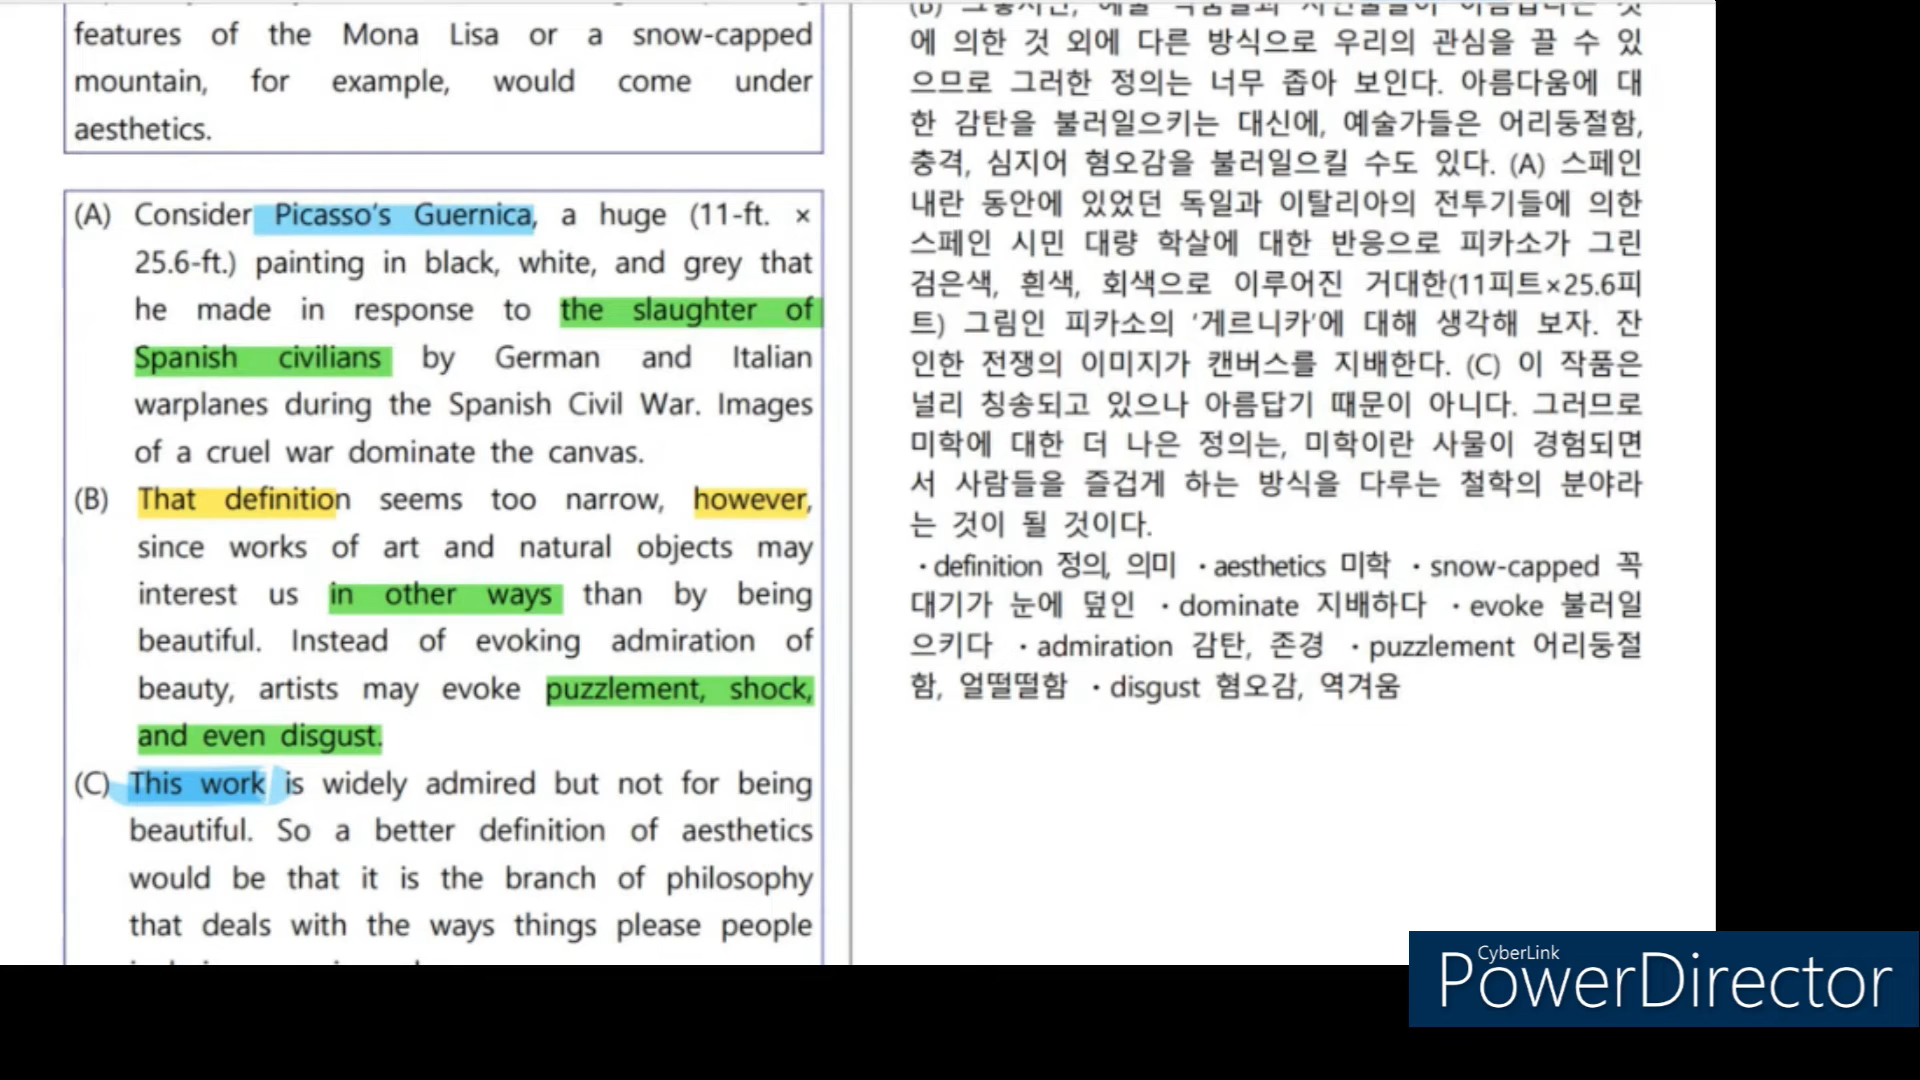 features of the Mona Lisa or a snow-capped
mountain, for example, would come under
aesthetics.
(A) Consider Picasso's Guernica, a huge (11-ft. ×
25.6-ft.) painting in black, white, and grey that
he made in response to the slaughter of
Spanish civilians by German and Italian
warplanes during the Spanish Civil War. Images
of a cruel war dominate the canvas.
(B) That definition seems too narrow, however,
since works of art and natural objects may
interest us in other ways than by being
beautiful. Instead of evoking admiration of
beauty, artists may evoke puzzlement, shock,
and even disgust.
(C) This work is widely admired but not for being
beautiful. So a better definition of aesthetics
would be that it is the branch of philosophy
that deals with the ways things please people
에 의한 것 외에 다른 방식으로 우리의 관심을 끌 수 있
으므로 그러한 정의는 너무 좁아 보인다. 아름다움에 대
한 감탄을 불러일으키는 대신에, 예술가들은 어리둥절함,
충격, 심지어 혐오감을 불러일으킬 수도 있다. (A) 스페인
내란 동안에 있었던 독일과 이탈리아의 전투기들에 의한
스페인 시민 대량 학살에 대한 반응으로 피카소가 그린
검은색, 흰색, 회색으로 이루어진 거대한(11피트×25.6피
트) 그림인 피카소의 '게르니카'에 대해 생각해 보자. 잔
인한 전쟁의 이미지가 캔버스를 지배한다. (C) 이 작품은
널리 칭송되고 있으나 아름답기 때문이 아니다. 그러므로
미학에 대한 더 나은 정의는, 미학이란 사물이 경험되면
서 사람들을 즐겁게 하는 방식을 다루는 철학의 분야라
는 것이 될 것이다.
·definition 정의, 의미 ·aesthetics 미학 ·snow-capped 꼭
대기가 눈에 덮인 ·dominate 지배하다 ·evoke 불러일
으키다 ·admiration 감탄, 존경 ·puzzlement 어리둥절
함, 얼떨떨함 ·disgust 혐오감, 역겨움
CyberLink
PowerDirector